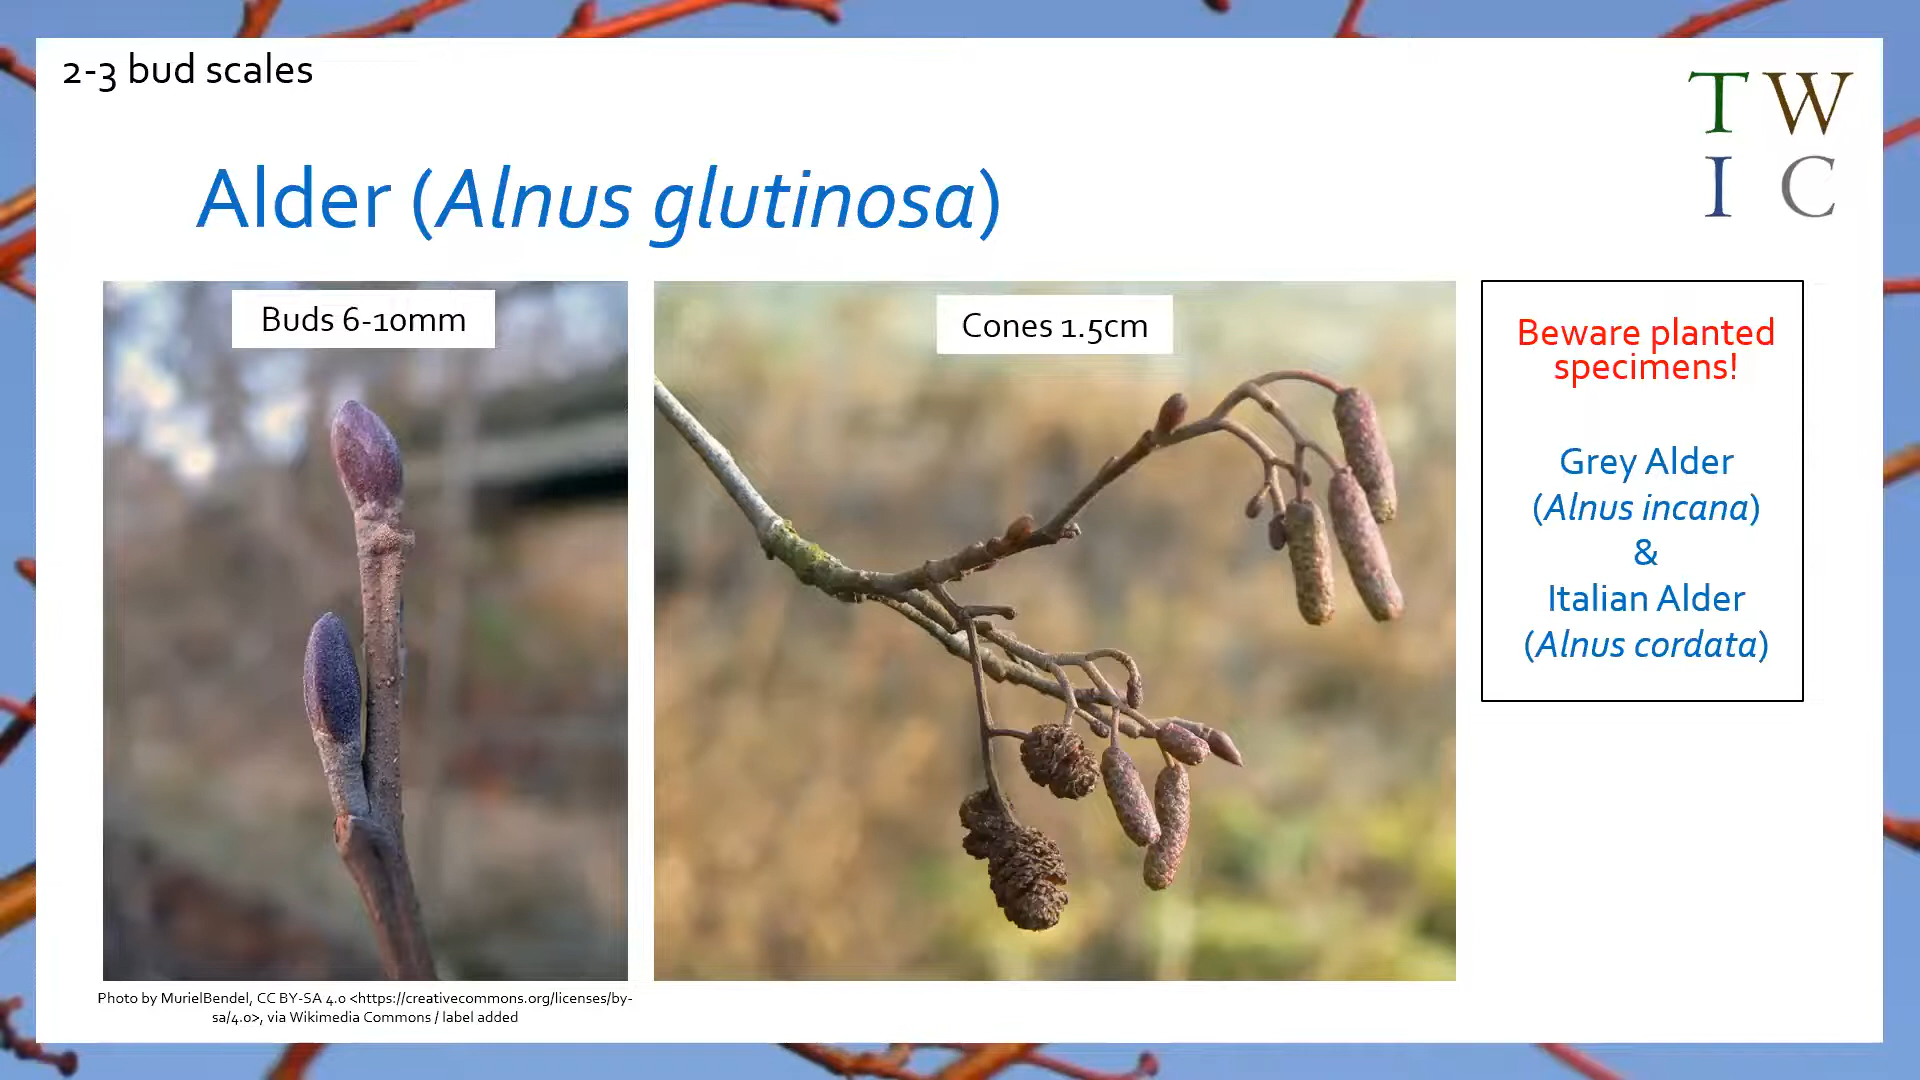 2-3 bud scales
T W
I C
Alder (Alnus glutinosa)
Buds 6-10mm
Cones 1.5cm
Beware planted
specimens!
Grey Alder
(Alnus incana)
&
Italian Alder
(Alnus cordata)
Photo by MurielBendel, CC BY-SA 4.0 <https://creativecommons.org/licenses/by-
sa/4.0>, via Wikimedia Commons / label added